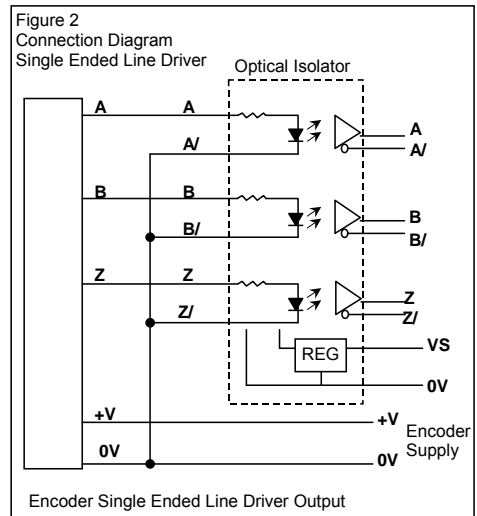 Figure 2
Connection Diagram
Single Ended Line Driver
Optical Isolator
A A A
A/ A/
B B B
B/ B/
Z Z Z
Z/ Z/
REG VS
0V
+V +V
Encoder
Supply
0V 0V
Encoder Single Ended Line Driver Output